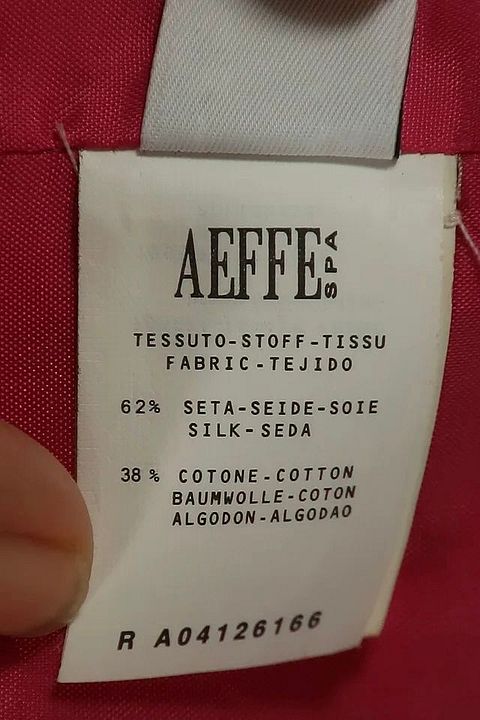 AEFFE SPA
TESSUTO-STOFF-TISSU
FABRIC-TEJIDO
62% SETA-SEIDE-SOIE
SILK-SEDA
38% COTONE-COTTON
BAUMWOLLE-COTON
ALGODON-ALGODAO
R A04126166